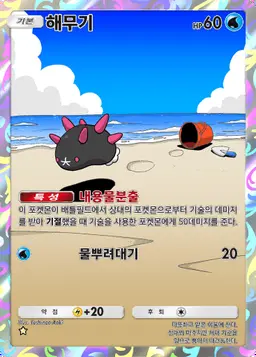 기본 해무기 HP 60
특성 내용물분출
이 포켓몬이 배틀필드에서 상대의 포켓몬으로부터 기술의 데미지
를 받아 기절했을 때 기술을 사용한 포켓몬에게 50데미지를 준다.
물뿌려대기 20
약점 +20 후퇴